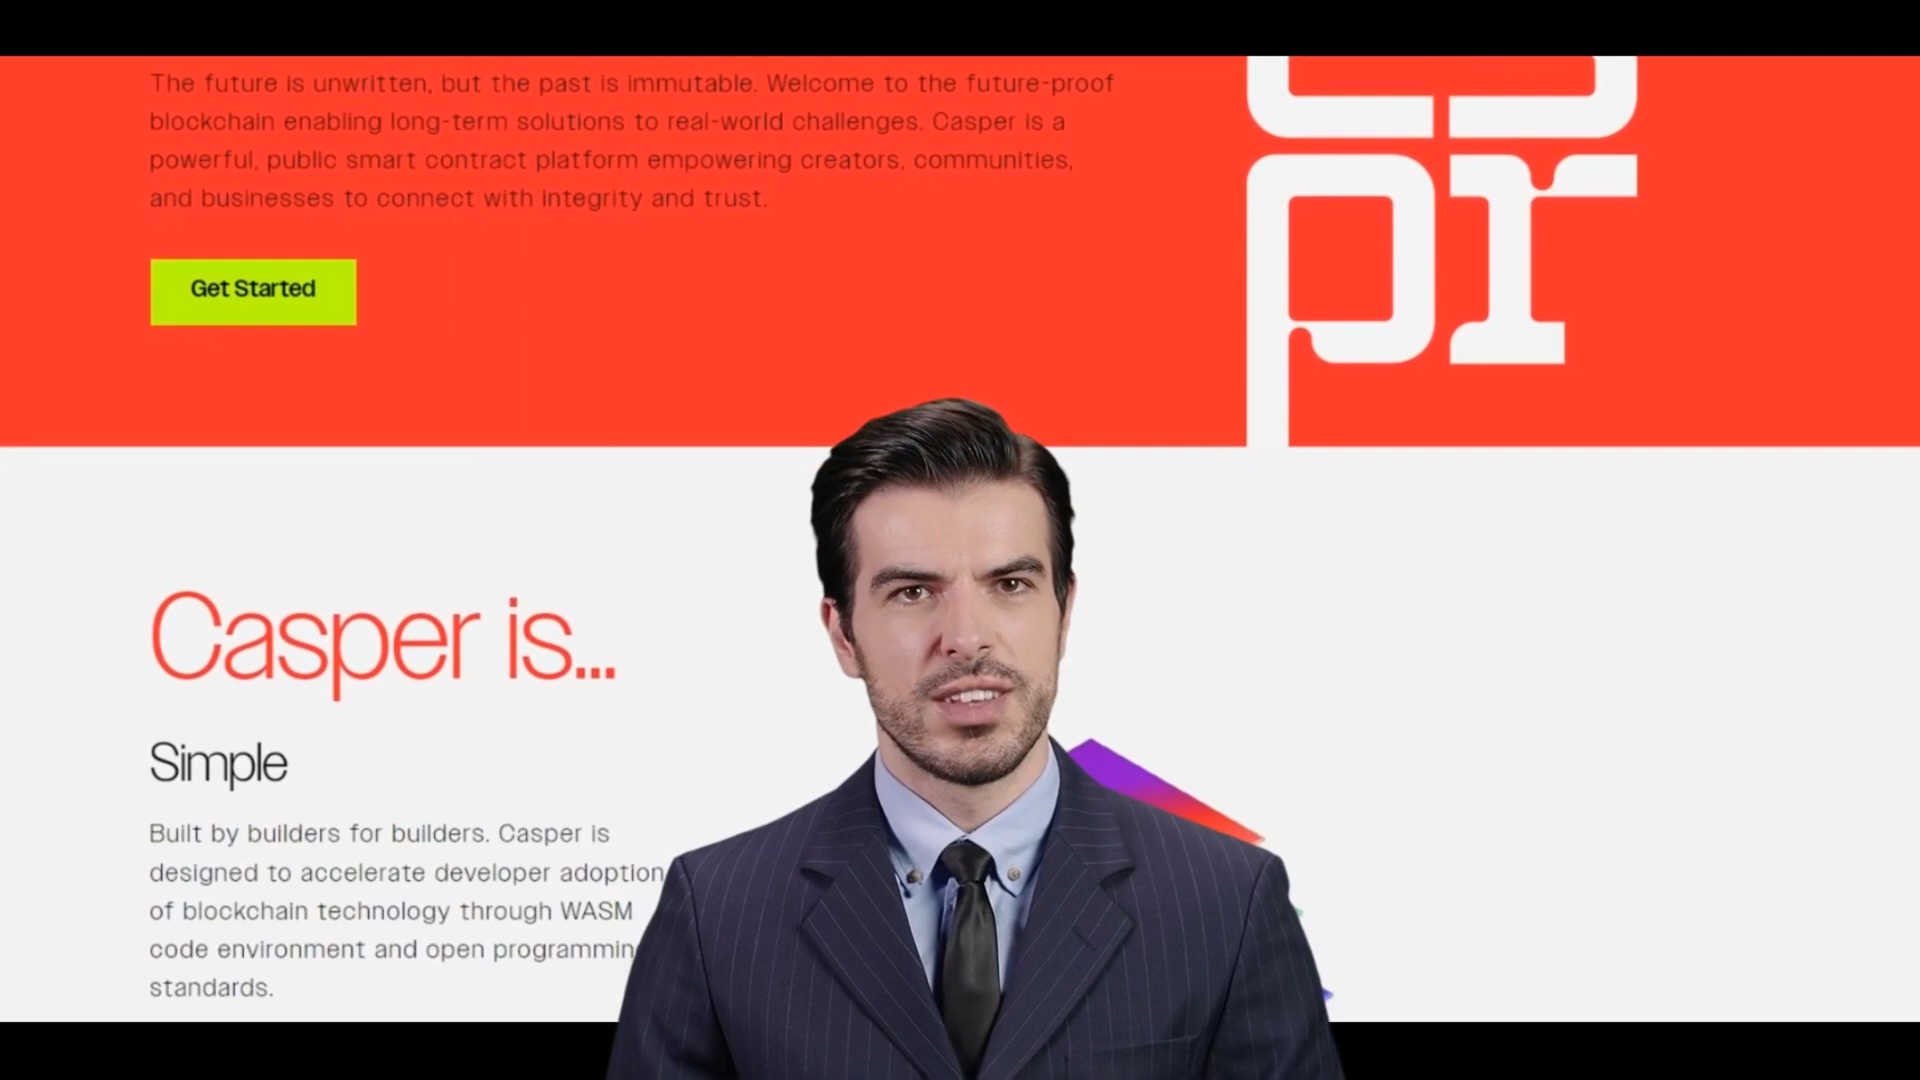 The future is unwritten, but the past is immutable. Welcome to the future-proof
blockchain enabling long-term solutions to real-world challenges. Casper is a
powerful, public smart contract platform empowering creators, communities,
and businesses to connect with integrity and trust.
pr
Get Started
Casper is...
Simple
Built by builders for builders. Casper is
designed to accelerate developer adoption
of blockchain technology through WASM
code environment and open programmin
standards.